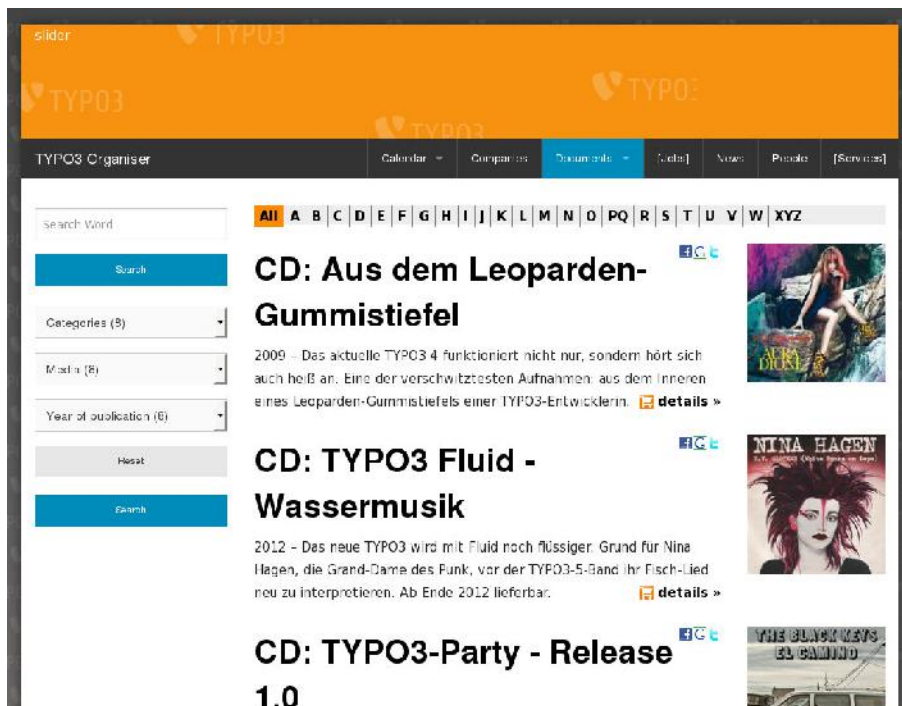 slider
TYPO3
TYPO3
TYPO3
TYPO3
TYPO3 Organiser
Calendar
Companies
Documents
[Jobs]
News
People
[Services]
Search Word
Search
Categories (8)
Media (8)
Year of publication (8)
Reset
Search
All A B C D E F G H I J K L M N O PQ R S T U V W XYZ
CD: Aus dem Leoparden-
Gummistiefel
2009 – Das aktuelle TYPO3 4 funktioniert nicht nur, sondern hört sich
auch heiß an. Eine der verschwitztesten Aufnahmen: aus dem Inneren
eines Leoparden-Gummistiefels einer TYPO3-Entwicklerin. details »
AURA
DIONE
CD: TYPO3 Fluid -
Wassermusik
2012 – Das neue TYPO3 wird mit Fluid noch flüssiger. Grund für Nina
Hagen, die Grand-Dame des Punk, vor der TYPO3-5-Band ihr Fisch-Lied
neu zu interpretieren. Ab Ende 2012 lieferbar. details »
NINA HAGEN
CD: TYPO3-Party - Release
1.0
THE BLACK KEYS
EL CAMINO